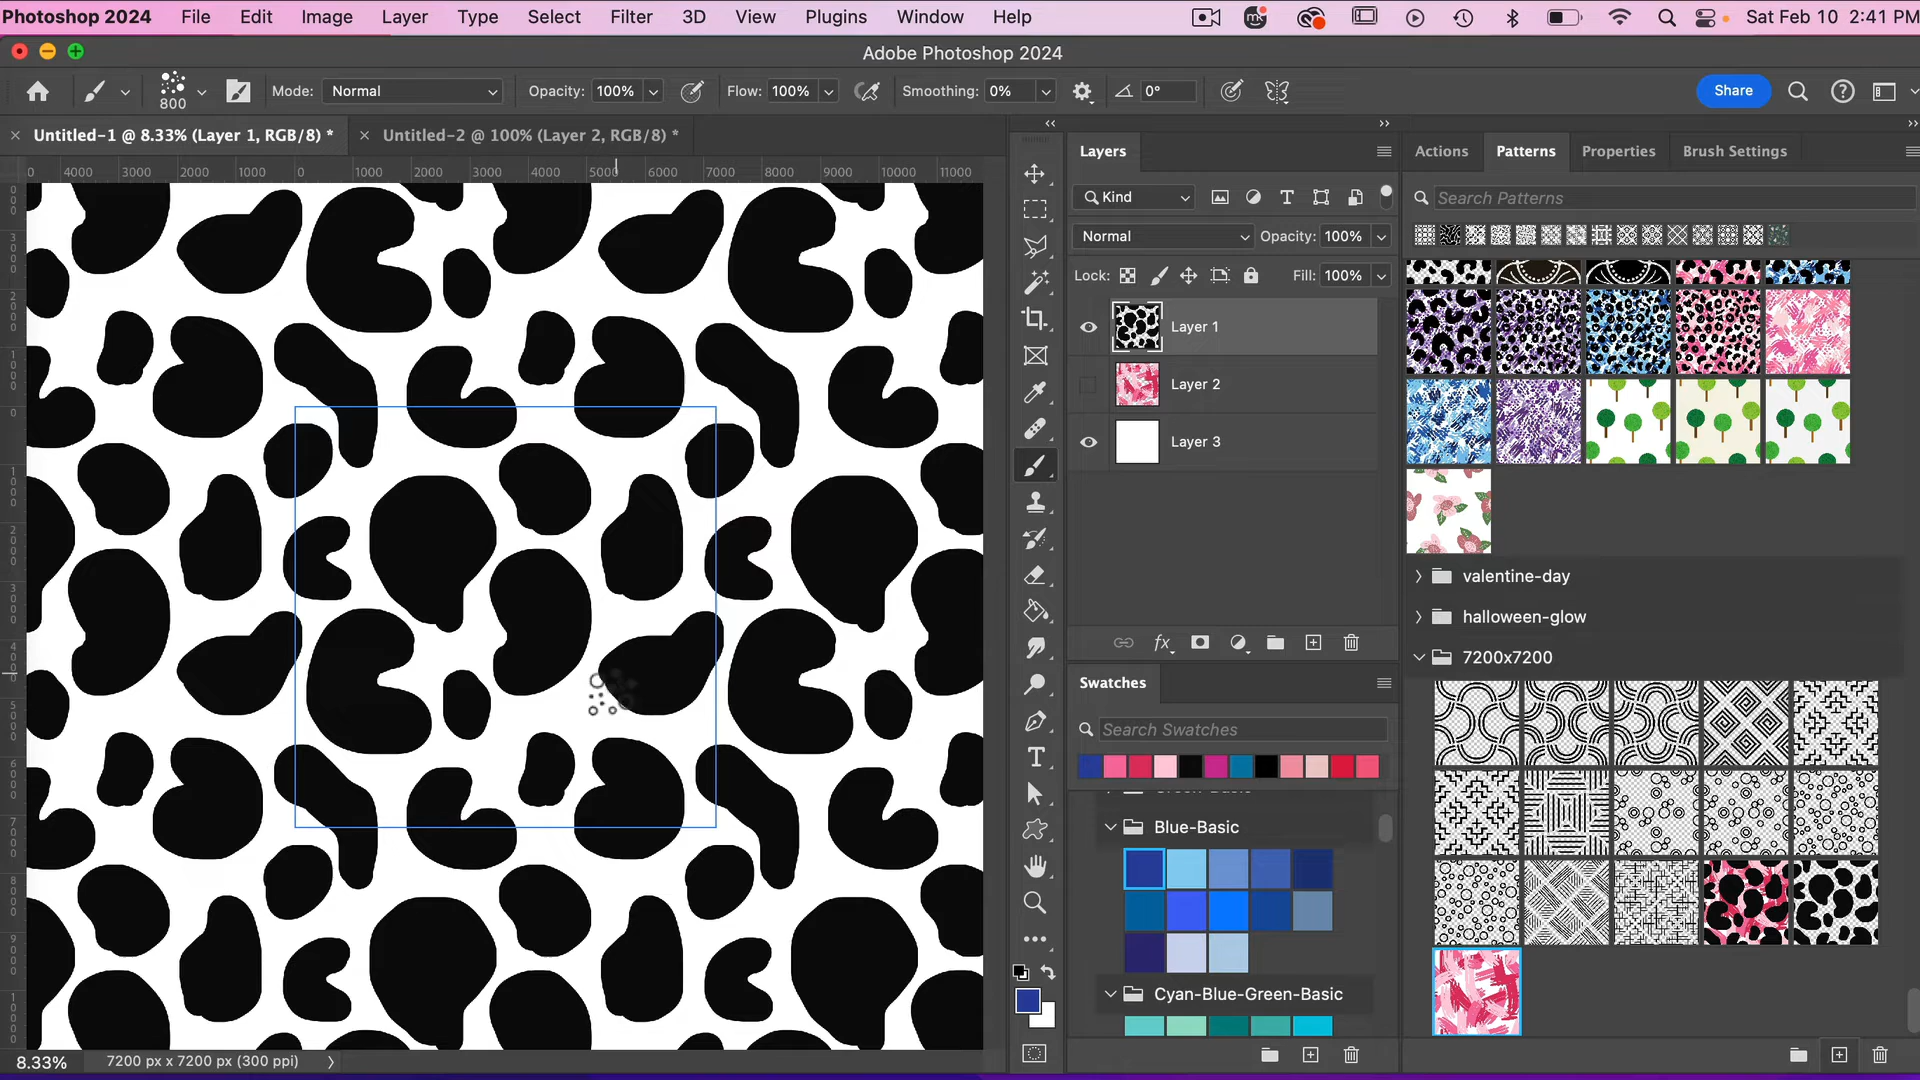 Photoshop 2024 File Edit Image Layer Type Select Filter 3D View Plugins Window Help Sat Feb 10 2:41 PM
Adobe Photoshop 2024
800 Mode: Normal Opacity: 100% Flow: 100% Smoothing: 0% 0° Share
Untitled-1 @ 8.33% (Layer 1, RGB/8) * Untitled-2 @ 100% (Layer 2, RGB/8) *
0 4000 3000 2000 1000 0 1000 2000 3000 4000 5000 6000 7000 8000 9000 10000 11000
Layers
Kind
Normal Opacity: 100%
Lock: Fill: 100%
Layer 1
Layer 2
Layer 3
fx
Swatches
Search Swatches
Blue-Basic
Cyan-Blue-Green-Basic
Actions Patterns Properties Brush Settings
Search Patterns
valentine-day
halloween-glow
7200x7200
8.33% 7200 px x 7200 px (300 ppi)